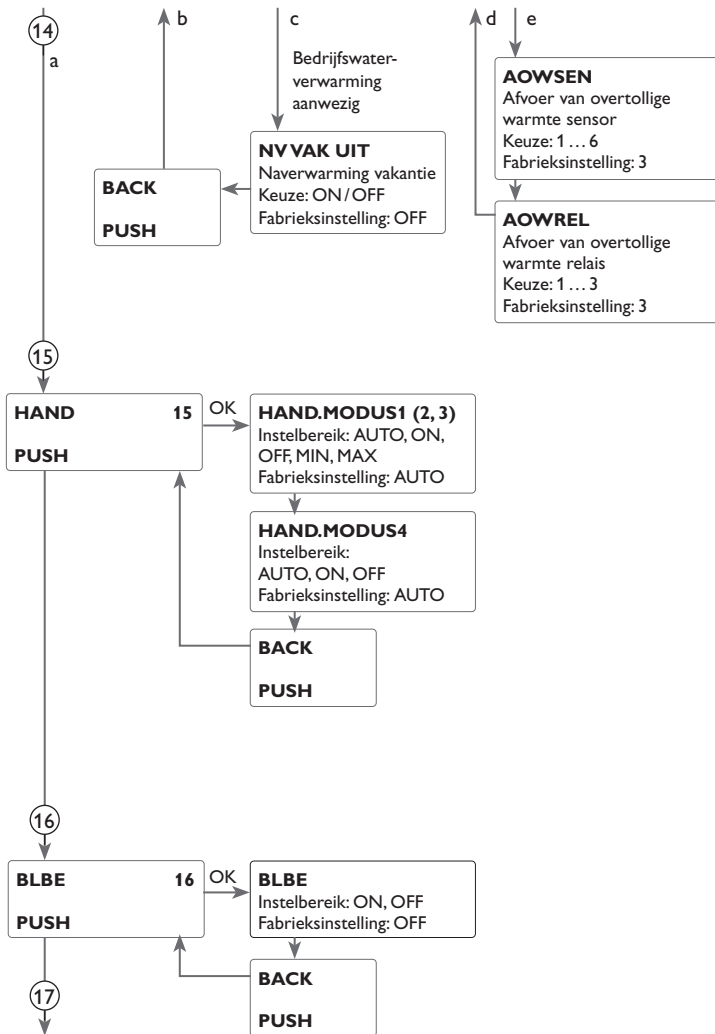 14
a
b
c
d
e
Bedrijfswater-
verwarming
aanwezig
AOWSEN
Afvoer van overtollige
warmte sensor
Keuze: 1 … 6
Fabrieksinstelling: 3
NV VAK UIT
Naverwarming vakantie
Keuze: ON / OFF
Fabrieksinstelling: OFF
BACK
PUSH
AOWREL
Afvoer van overtollige
warmte relais
Keuze: 1 … 3
Fabrieksinstelling: 3
15
HAND 15
PUSH
OK
HAND.MODUS1 (2, 3)
Instelbereik: AUTO, ON,
OFF, MIN, MAX
Fabrieksinstelling: AUTO
HAND.MODUS4
Instelbereik:
AUTO, ON, OFF
Fabrieksinstelling: AUTO
BACK
PUSH
16
BLBE 16
PUSH
OK
BLBE
Instelbereik: ON, OFF
Fabrieksinstelling: OFF
BACK
PUSH
17